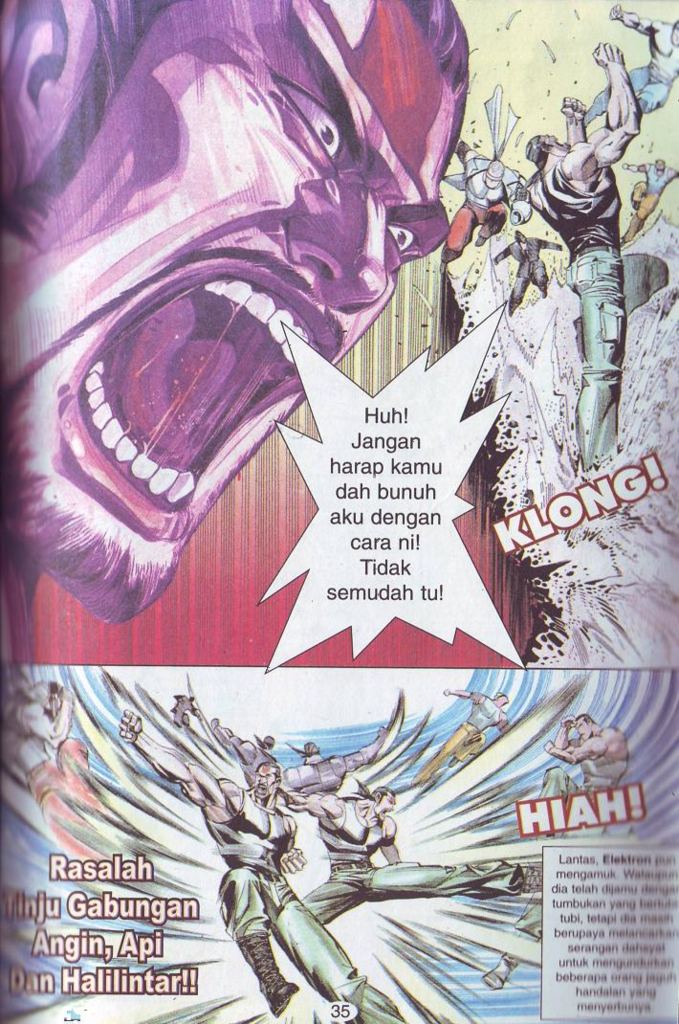 Huh!
Jangan
harap kamu
dah bunuh
aku dengan
cara ni!
Tidak
semudah tu!
KLONG!
HIAH!
Rasalah
Tinju Gabungan
Angin, Api
Dan Halilintar!!
Lantas, Elektron pun
mengamuk. Walaupun
dia telah dijamu dengan
tumbukan yang bertubi
tubi, tetapi dia masih
berupaya melancarkan
serangan dahsyat
untuk mengundurkan
beberapa orang jaguh
handalan yang
menyerbunya
35